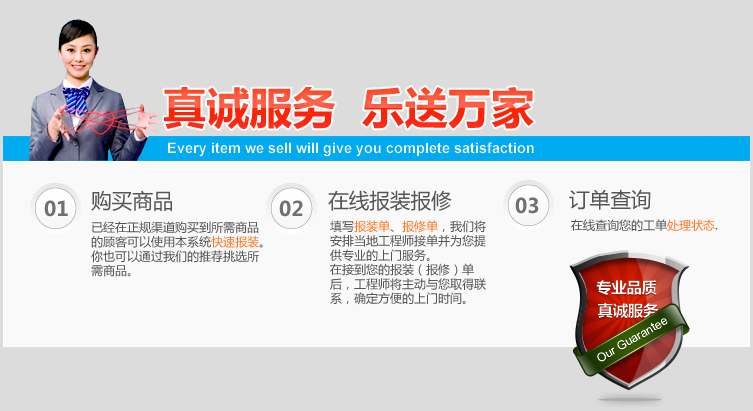 真诚服务 乐送万家
Every item we sell will give you complete satisfaction
01
购买商品
已经在正规渠道购买到所需商品
的顾客可以使用本系统快速报装。
你也可以通过我们的推荐挑选所
需商品。
02
在线报装报修
填写报装单、报修单，我们将
安排当地工程师接单并为您提
供专业的上门服务。
在接到您的报装（报修）单
后，工程师将主动与您取得联
系，确定方便的上门时间。
03
订单查询
在线查询您的工单处理状态.
专业品质
真诚服务
Our Guarantee